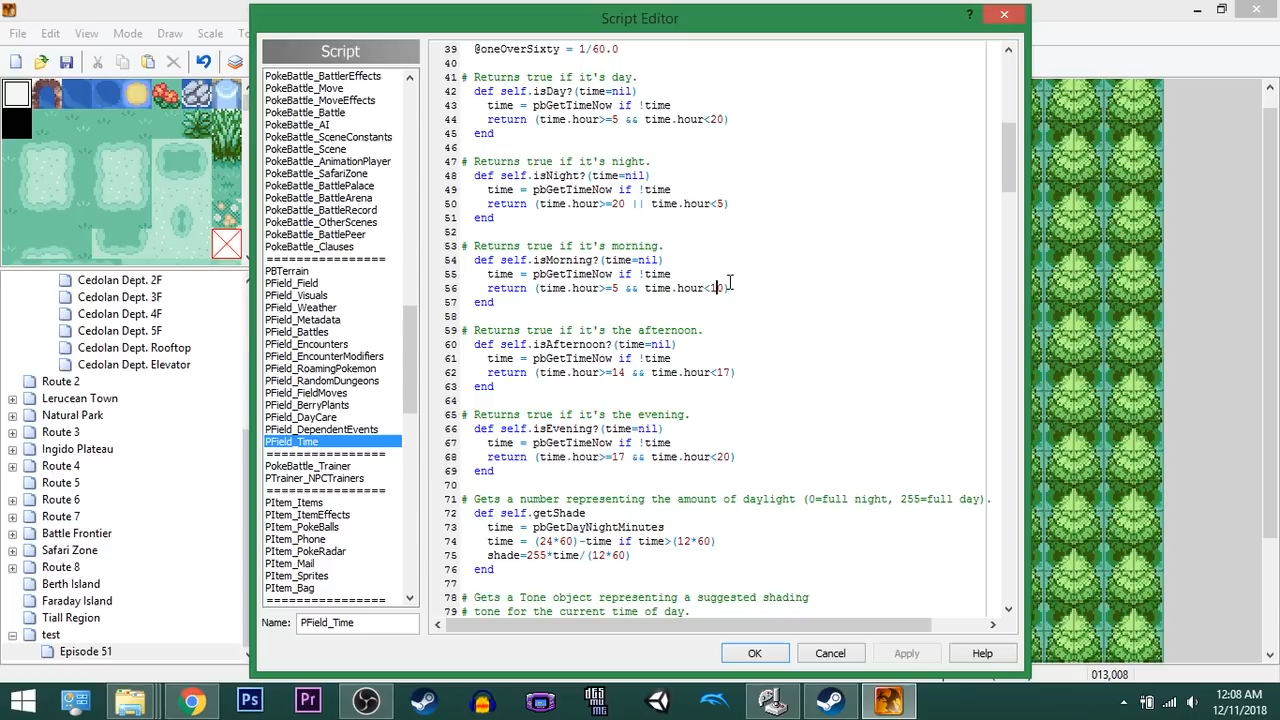 Script Editor
?
File Edit View Mode Draw Scale To
Script
PokeBattle_BattlerEffects
PokeBattle_Move
PokeBattle_MoveEffects
PokeBattle_Battle
PokeBattle_AI
PokeBattle_SceneConstants
PokeBattle_Scene
PokeBattle_AnimationPlayer
PokeBattle_SafariZone
PokeBattle_BattlePalace
PokeBattle_BattleArena
PokeBattle_BattleRecord
PokeBattle_OtherScenes
PokeBattle_BattlePeer
PokeBattle_Clauses
================
PBTerrain
PField_Field
PField_Visuals
PField_Weather
PField_Metadata
PField_Battles
PField_Encounters
PField_EncounterModifiers
PField_RoamingPokemon
PField_RandomDungeons
PField_FieldMoves
PField_BerryPlants
PField_DayCare
PField_DependentEvents
PField_Time
================
PokeBattle_Trainer
PTrainer_NPCTrainers
================
PItem_Items
PItem_ItemEffects
PItem_PokeBalls
PItem_Phone
PItem_PokeRadar
PItem_Mail
PItem_Sprites
PItem_Bag
================
Name: PField_Time
39 @oneOverSixty = 1/60.0
40
41 # Returns true if it's day.
42 def self.isDay?(time=nil)
43 time = pbGetTimeNow if !time
44 return (time.hour>=5 && time.hour<20)
45 end
46
47 # Returns true if it's night.
48 def self.isNight?(time=nil)
49 time = pbGetTimeNow if !time
50 return (time.hour>=20 || time.hour<5)
51 end
52
53 # Returns true if it's morning.
54 def self.isMorning?(time=nil)
55 time = pbGetTimeNow if !time
56 return (time.hour>=5 && time.hour<10)
57 end
58
59 # Returns true if it's the afternoon.
60 def self.isAfternoon?(time=nil)
61 time = pbGetTimeNow if !time
62 return (time.hour>=14 && time.hour<17)
63 end
64
65 # Returns true if it's the evening.
66 def self.isEvening?(time=nil)
67 time = pbGetTimeNow if !time
68 return (time.hour>=17 && time.hour<20)
69 end
70
71 # Gets a number representing the amount of daylight (0=full night, 255=full day).
72 def self.getShade
73 time = pbGetDayNightMinutes
74 time = (24*60)-time if time>(12*60)
75 shade=255*time/(12*60)
76 end
77
78 # Gets a Tone object representing a suggested shading
79 # tone for the current time of day.
Cedolan Dept. 2F
Cedolan Dept. 3F
Cedolan Dept. 4F
Cedolan Dept. 5F
Cedolan Dept. Rooftop
Cedolan Dept. Elevator
Route 2
Lerucean Town
Natural Park
Route 3
Ingido Plateau
Route 4
Route 5
Route 6
Route 7
Battle Frontier
Safari Zone
Route 8
Berth Island
Faraday Island
Tiall Region
test
Episode 51
OK Cancel Apply Help
013,008
Ps Pr
12:08 AM
12/11/2018